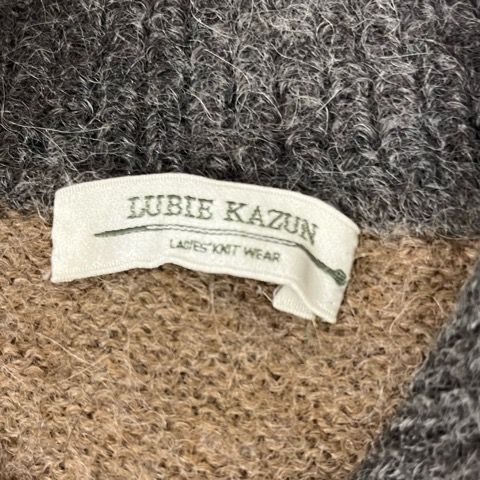 LUBIE KAZUN
LADIES' KNIT WEAR